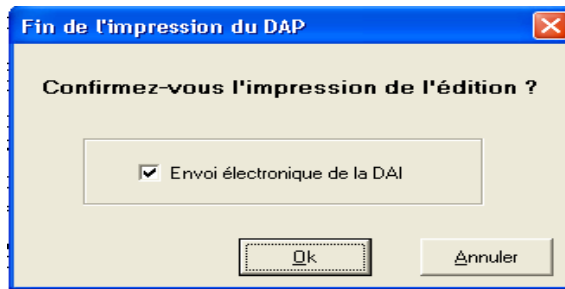 Fin de l'impression du DAP
Confirmez-vous l'impression de l'édition ?
Envoi électronique de la DAI
Ok
Annuler